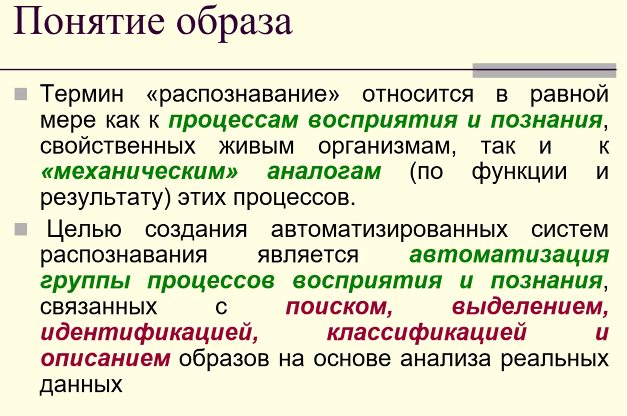 Понятие образа
Термин «распознавание» относится в равной
мере как к процессам восприятия и познания,
свойственных живым организмам, так и к
«механическим» аналогам (по функции и
результату) этих процессов.
Целью создания автоматизированных систем
распознавания является автоматизация
группы процессов восприятия и познания,
связанных с поиском, выделением,
идентификацией, классификацией и
описанием образов на основе анализа реальных
данных